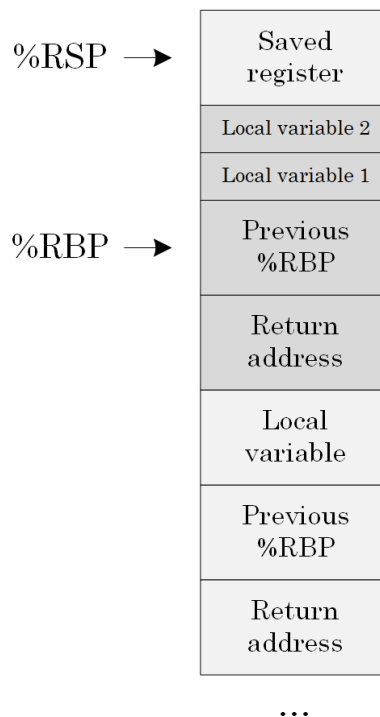 %RSP
Saved
register
Local variable 2
Local variable 1
%RBP
Previous
%RBP
Return
address
Local
variable
Previous
%RBP
Return
address
...